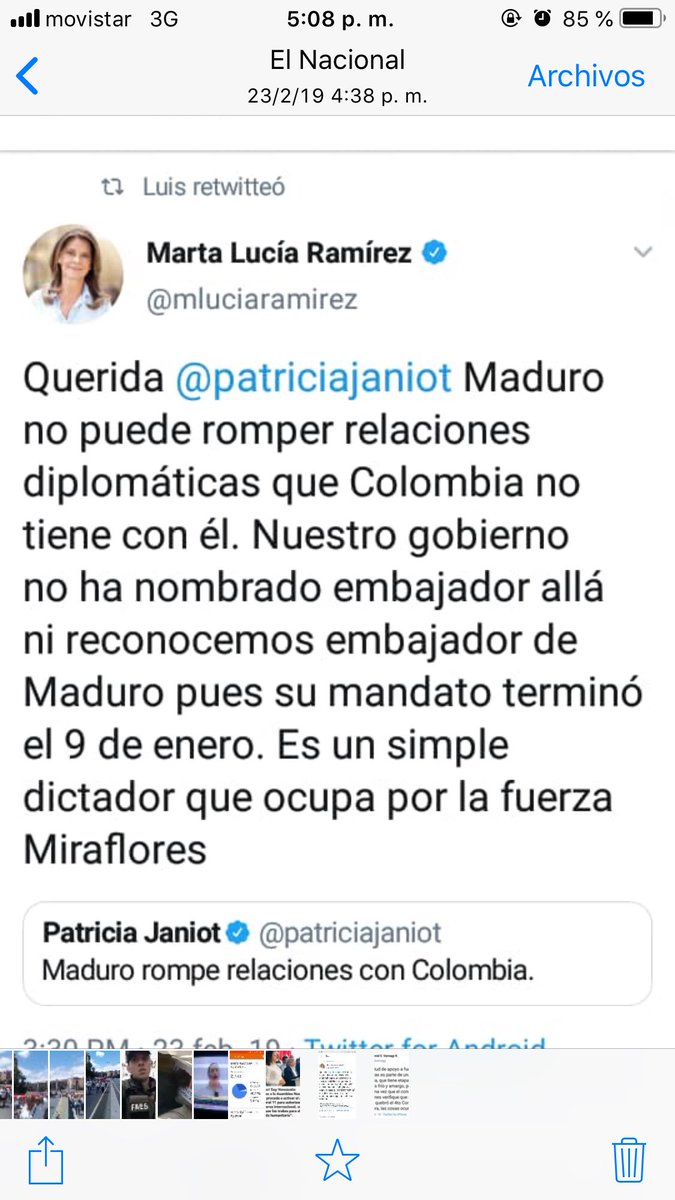 movistar 3G 5:08 p. m. 85 %
El Nacional
23/2/19 4:38 p. m.
Archivos
Luis retwitteó
Marta Lucía Ramírez
@mluciaramirez
Querida @patriciajaniot Maduro
no puede romper relaciones
diplomáticas que Colombia no
tiene con él. Nuestro gobierno
no ha nombrado embajador allá
ni reconocemos embajador de
Maduro pues su mandato terminó
el 9 de enero. Es un simple
dictador que ocupa por la fuerza
Miraflores
Patricia Janiot @patriciajaniot
Maduro rompe relaciones con Colombia.
3:30 PM · 23 feb. 19 · Twitter for Android
FAES